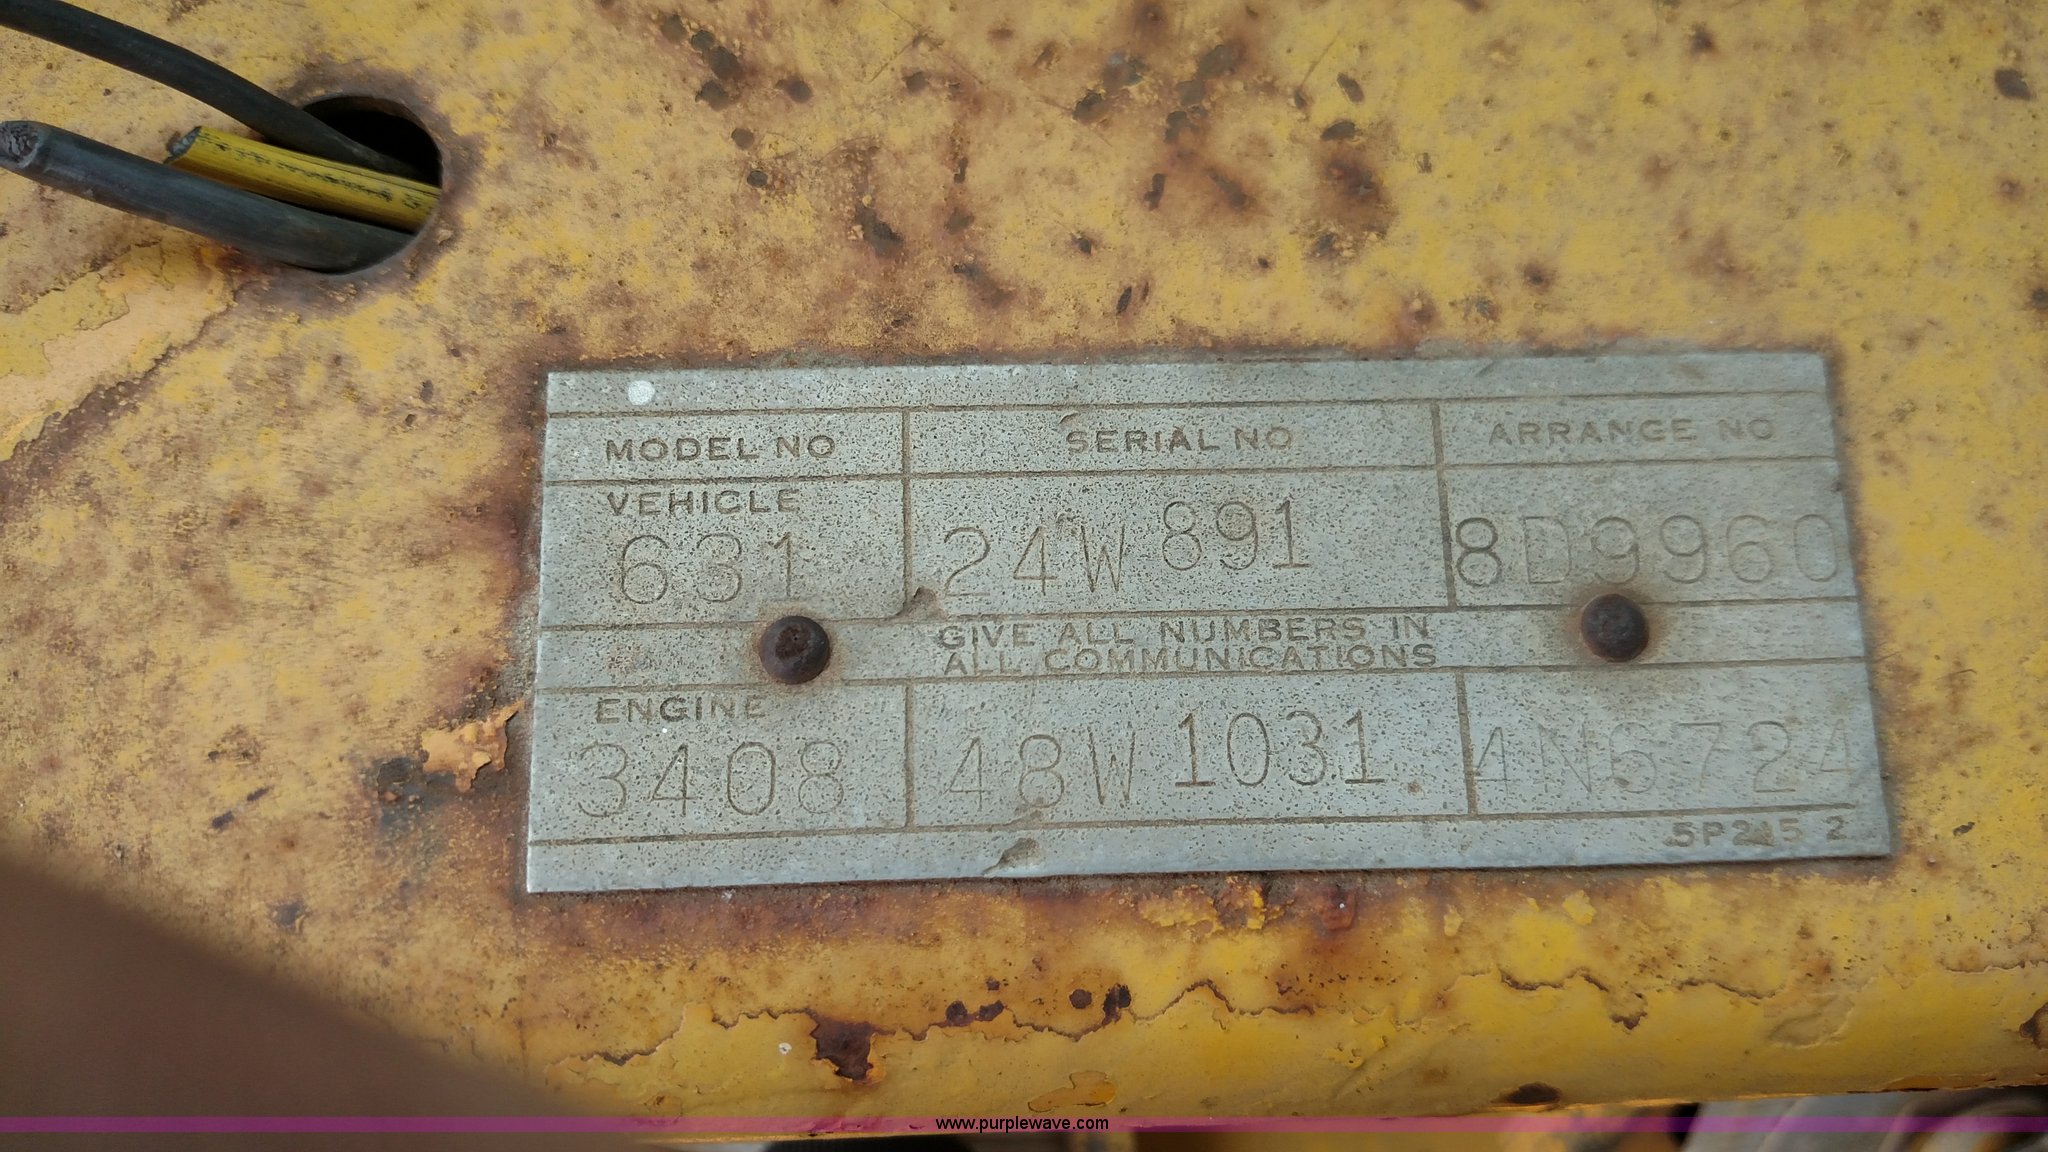 MODEL NO SERIAL NO ARRANGE NO
VEHICLE
631 24W891 8D9960
GIVE ALL NUMBERS IN
ALL COMMUNICATIONS
ENGINE
3408 48W1031 4N6724
5P215 2
www.purplewave.com